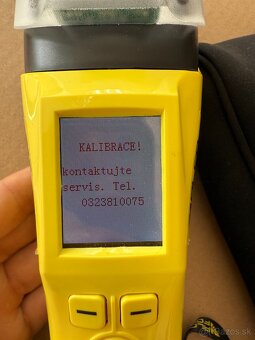 KALIBRACE!
kontaktujte
servis. Tel.
0323810075